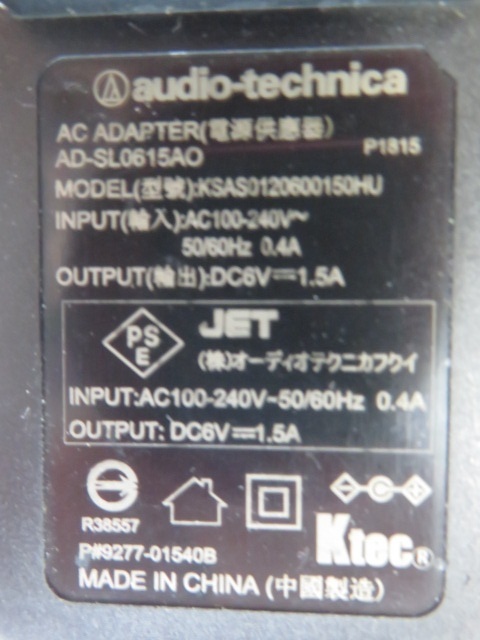 audio-technica
AC ADAPTER(電源供應器)
P1815
AD-SL0615AO
MODEL(型號):KSAS0120600150HU
INPUT(輸入):AC100-240V~
50/60Hz 0.4A
OUTPUT(輸出):DC6V⎓1.5A
PS
E
JET
(株)オーディオテクニカフクイ
INPUT:AC100-240V~50/60Hz 0.4A
OUTPUT: DC6V⎓1.5A
R38557
Ktec®
P#9277-01540B
MADE IN CHINA (中國製造)